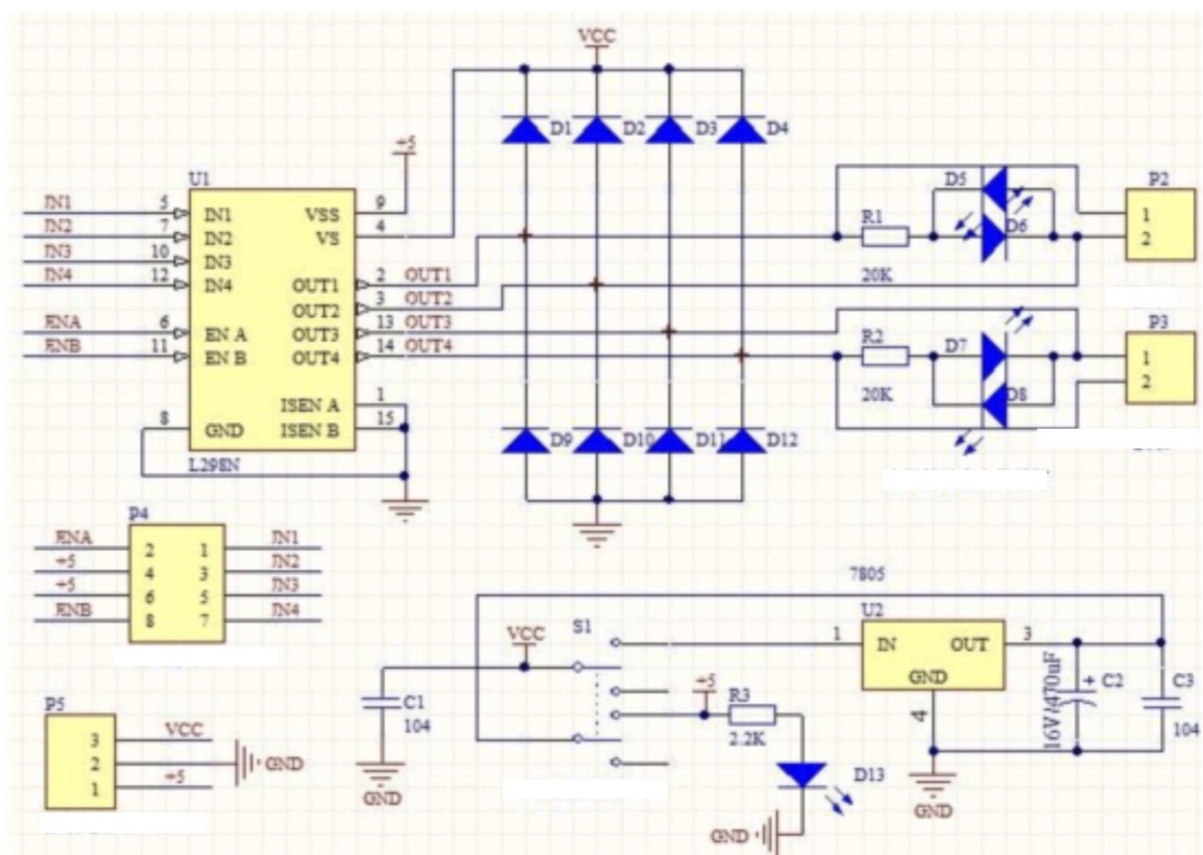 VCC
D1 D2 D3 D4
+5
U1
IN1 5 IN1 VSS 9
IN2 7 IN2 VS 4
IN3 10 IN3
IN4 12 IN4 OUT1 2 OUT1
OUT2 3 OUT2
ENA 6 EN A OUT3 13 OUT3
ENB 11 EN B OUT4 14 OUT4
ISEN A 1
8 GND ISEN B 15
L298N
D5 P2
R1 D6 1
2
20K
R2 D7 P3
1
20K D8 2
D9 D10 D11 D12
P4
ENA 2 1 IN1
+5 4 3 IN2
+5 6 5 IN3
ENB 8 7 IN4
P5
3 VCC
2 GND
1 +5
7805
VCC S1 U2
1 IN OUT 3
GND
C1
104
GND
+5 R3
2.2K
4
16V/470uF + C2 C3
104
D13
GND
GND